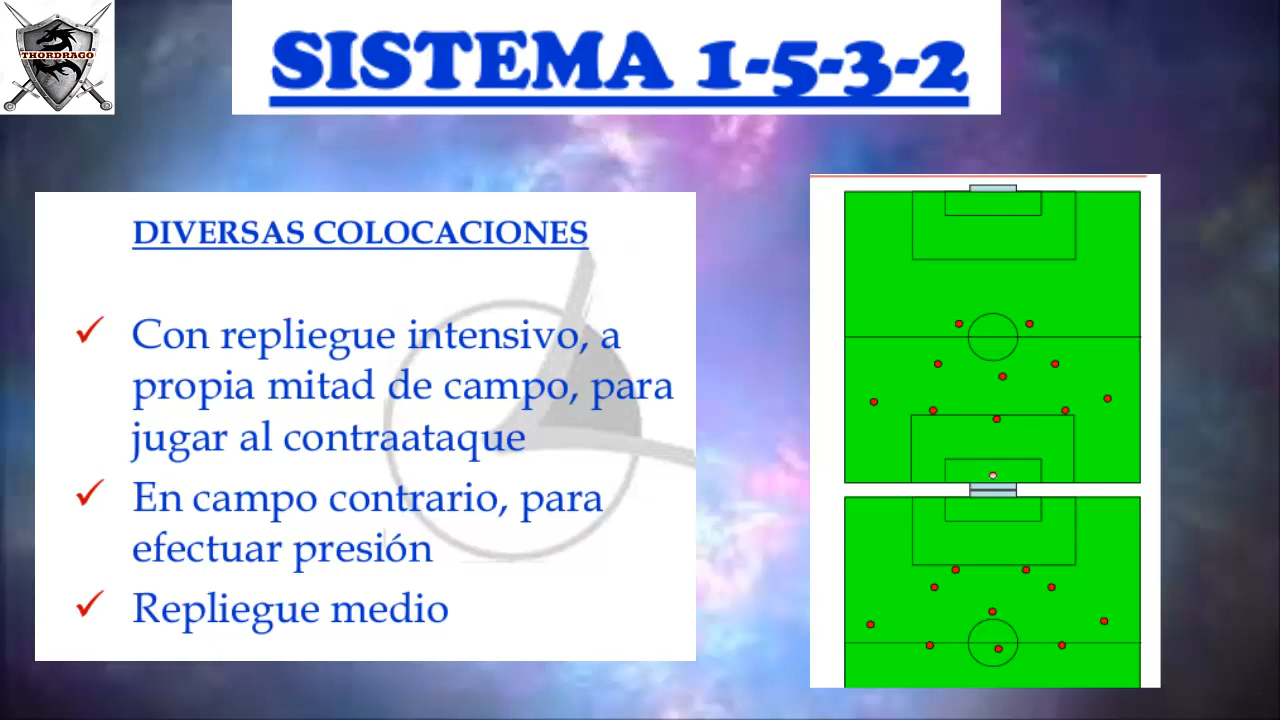 THORDRAGO
SISTEMA 1-5-3-2
DIVERSAS COLOCACIONES
Con repliegue intensivo, a
propia mitad de campo, para
jugar al contraataque
En campo contrario, para
efectuar presión
Repliegue medio